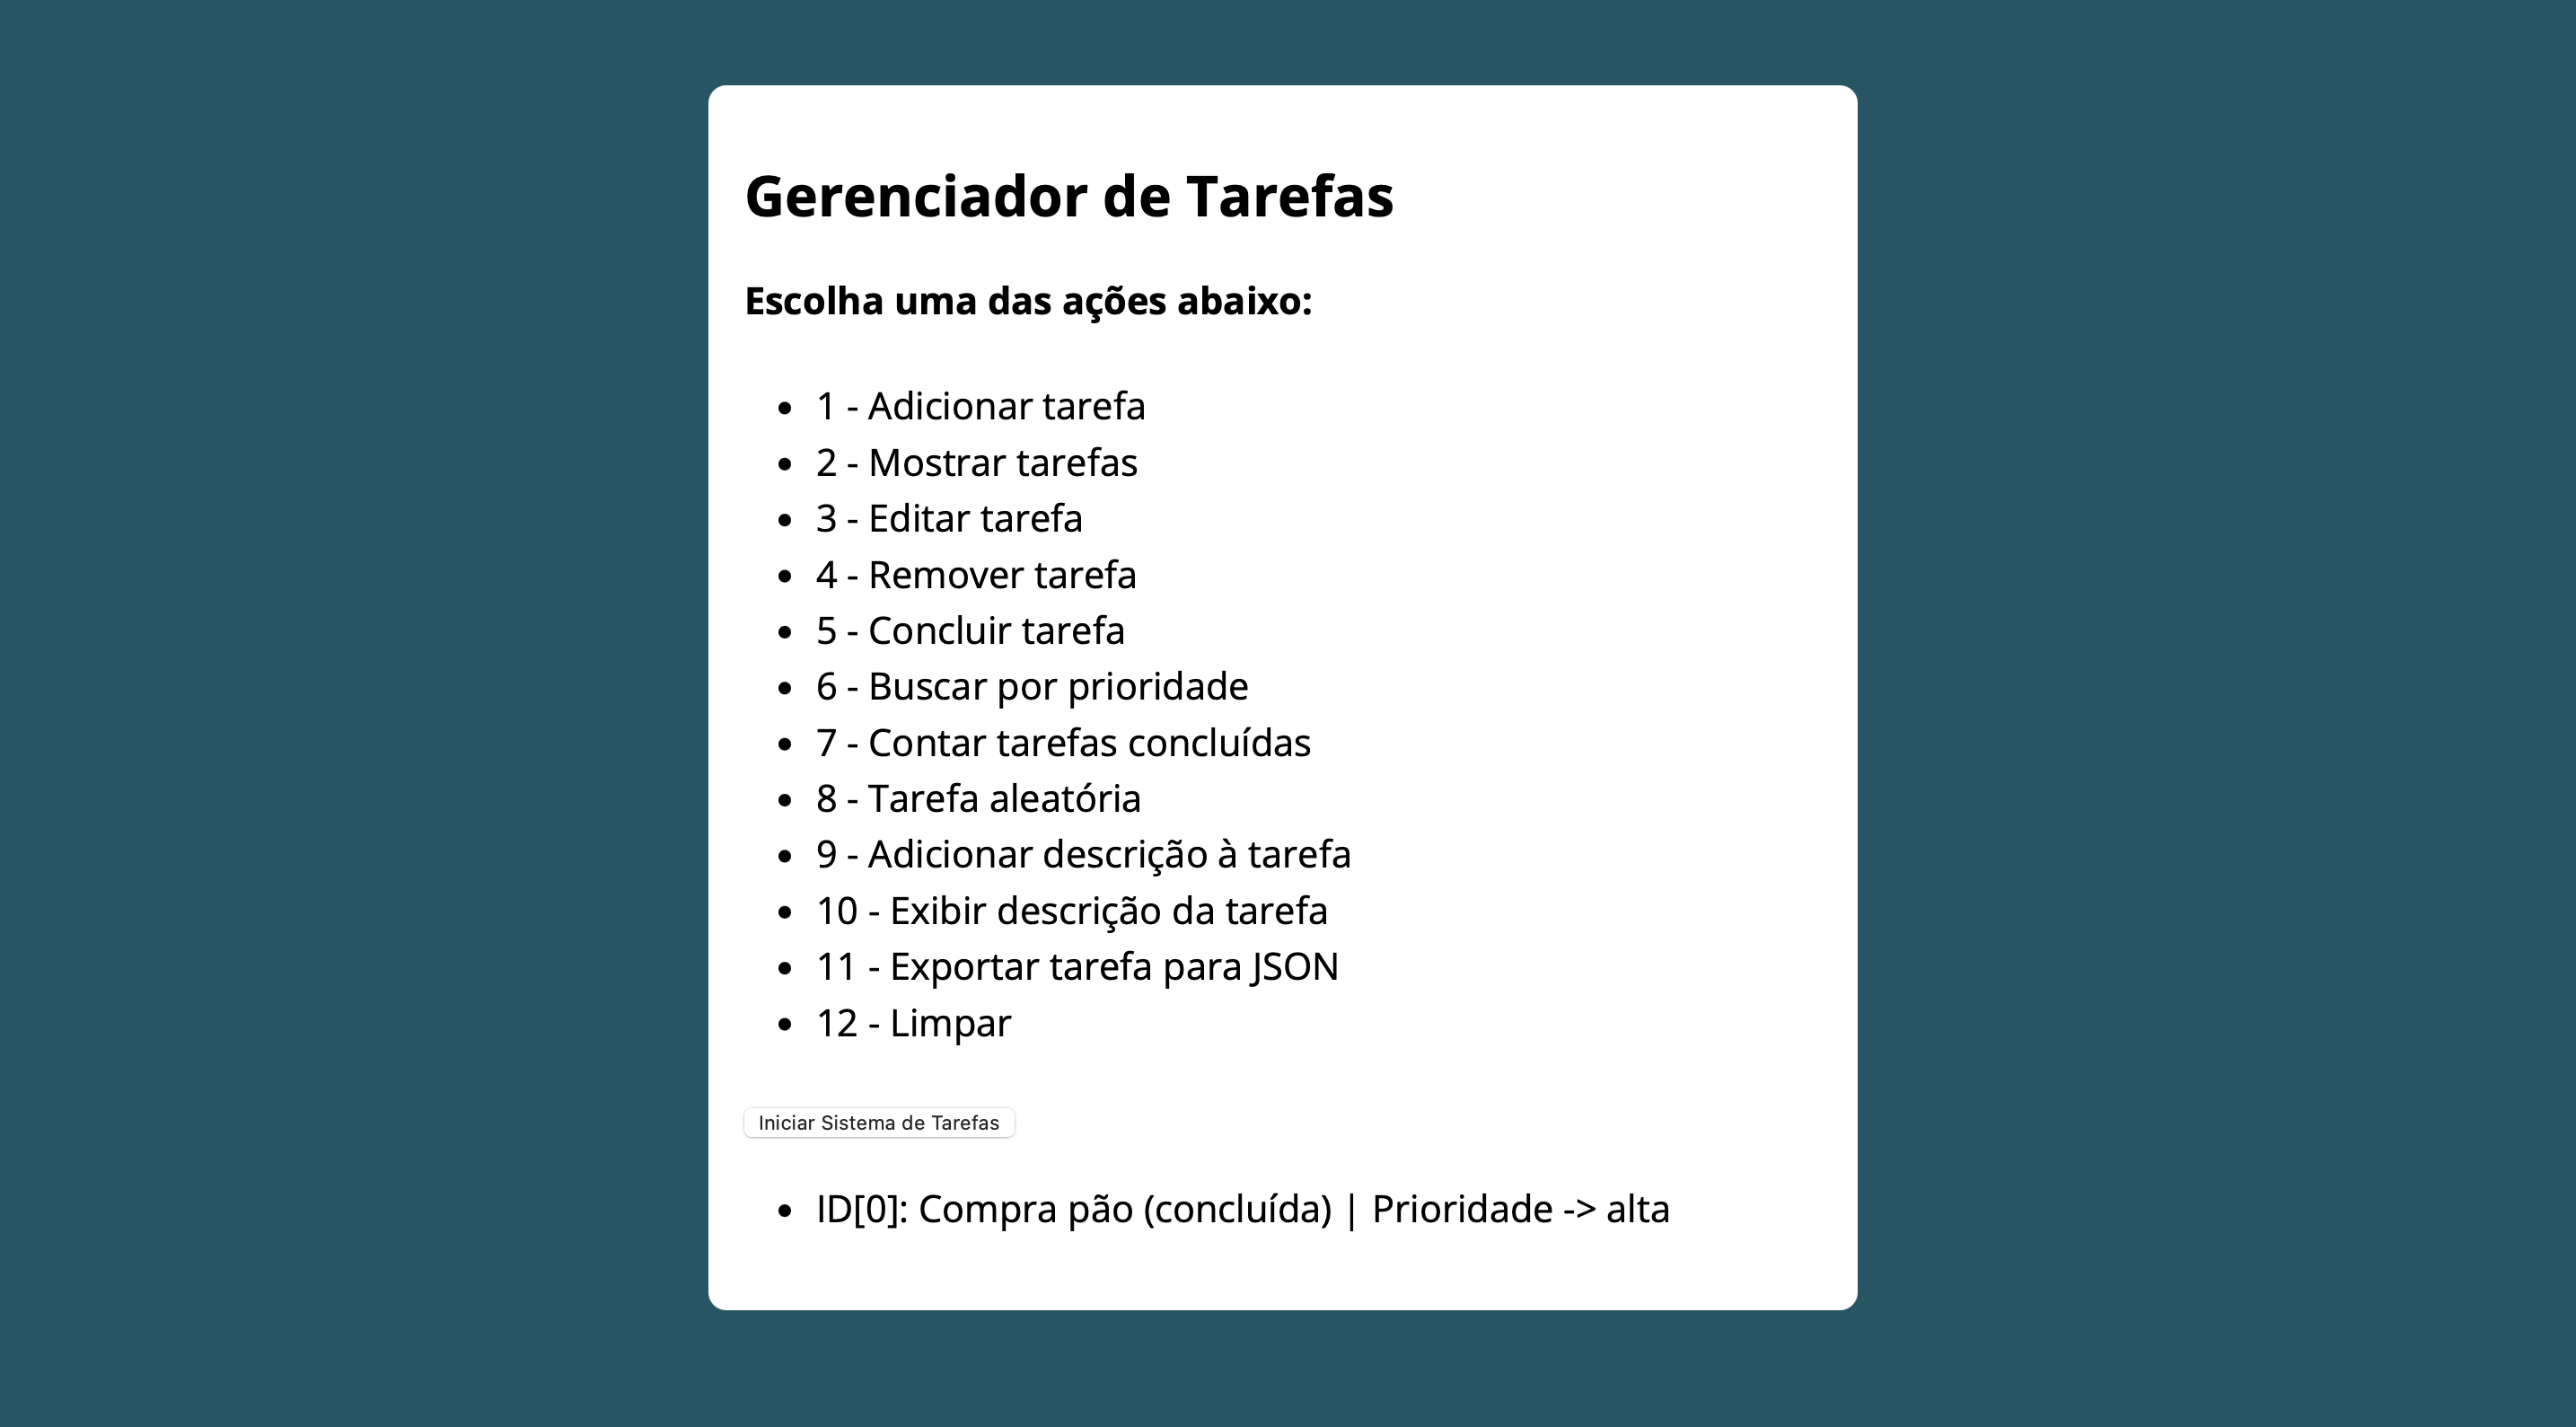 Gerenciador de Tarefas
Escolha uma das ações abaixo:
1 - Adicionar tarefa
2 - Mostrar tarefas
3 - Editar tarefa
4 - Remover tarefa
5 - Concluir tarefa
6 - Buscar por prioridade
7 - Contar tarefas concluídas
8 - Tarefa aleatória
9 - Adicionar descrição à tarefa
10 - Exibir descrição da tarefa
11 - Exportar tarefa para JSON
12 - Limpar
Iniciar Sistema de Tarefas
ID[0]: Compra pão (concluída) | Prioridade -> alta